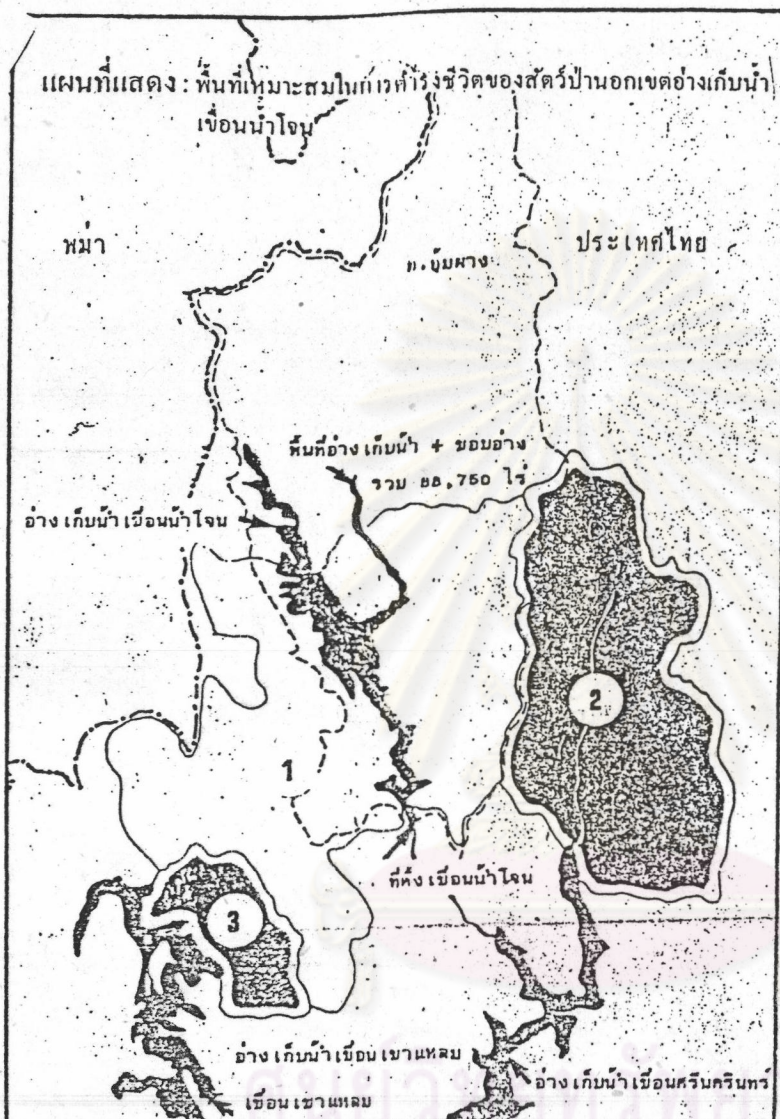 แผนที่แสดง : พื้นที่เหมาะสมในการดำรงชีวิตของสัตว์ป่านอกเขตอ่างเก็บน้ำ
เขื่อนน้ำโจน
พม่า
ประเทศไทย
อ.อุ้มผาง
พื้นที่อ่างเก็บน้ำ + ขอบอ่าง
รวม 88,750 ไร่
อ่างเก็บน้ำเขื่อนน้ำโจน
2
1
ที่ตั้งเขื่อนน้ำโจน
3
อ่างเก็บน้ำเขื่อนเขาแหลม
อ่างเก็บน้ำเขื่อนศรีนครินทร์
เขื่อนเขาแหลม